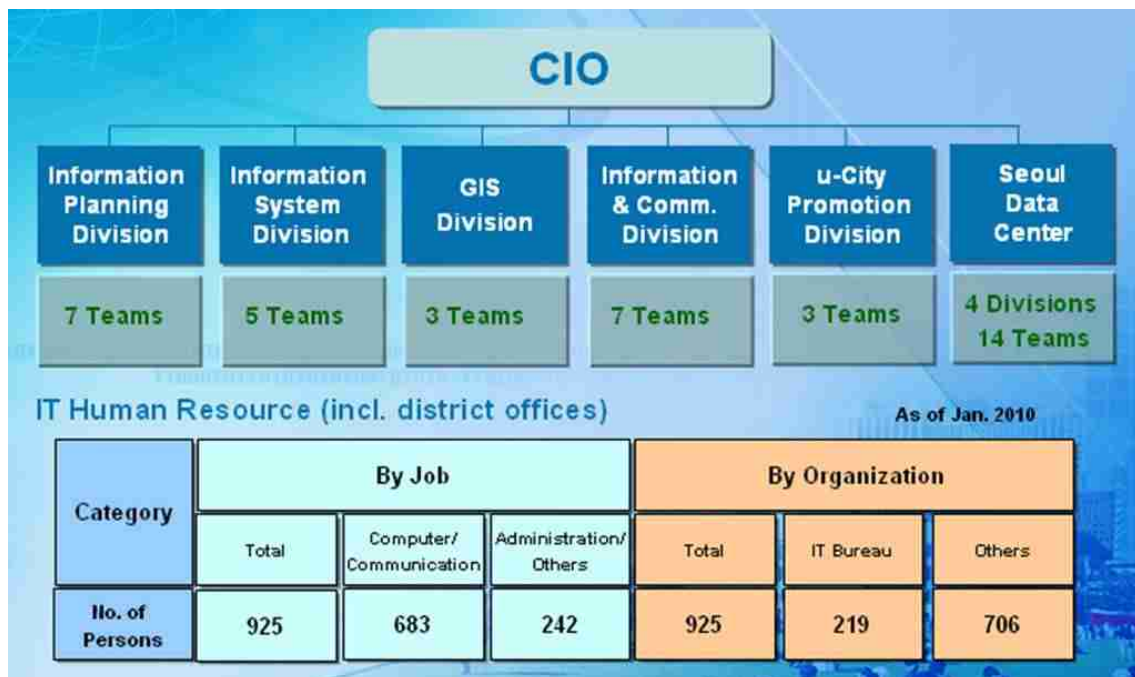 CIO
Information
Planning
Division
Information
System
Division
GIS
Division
Information
& Comm.
Division
u-City
Promotion
Division
Seoul
Data
Center
7 Teams
5 Teams
3 Teams
7 Teams
3 Teams
4 Divisions
14 Teams
IT Human Resource (incl. district offices)
As of Jan. 2010
Category
By Job
By Organization
Total
Computer/
Communication
Administration/
Others
Total
IT Bureau
Others
No. of
Persons
925
683
242
925
219
706